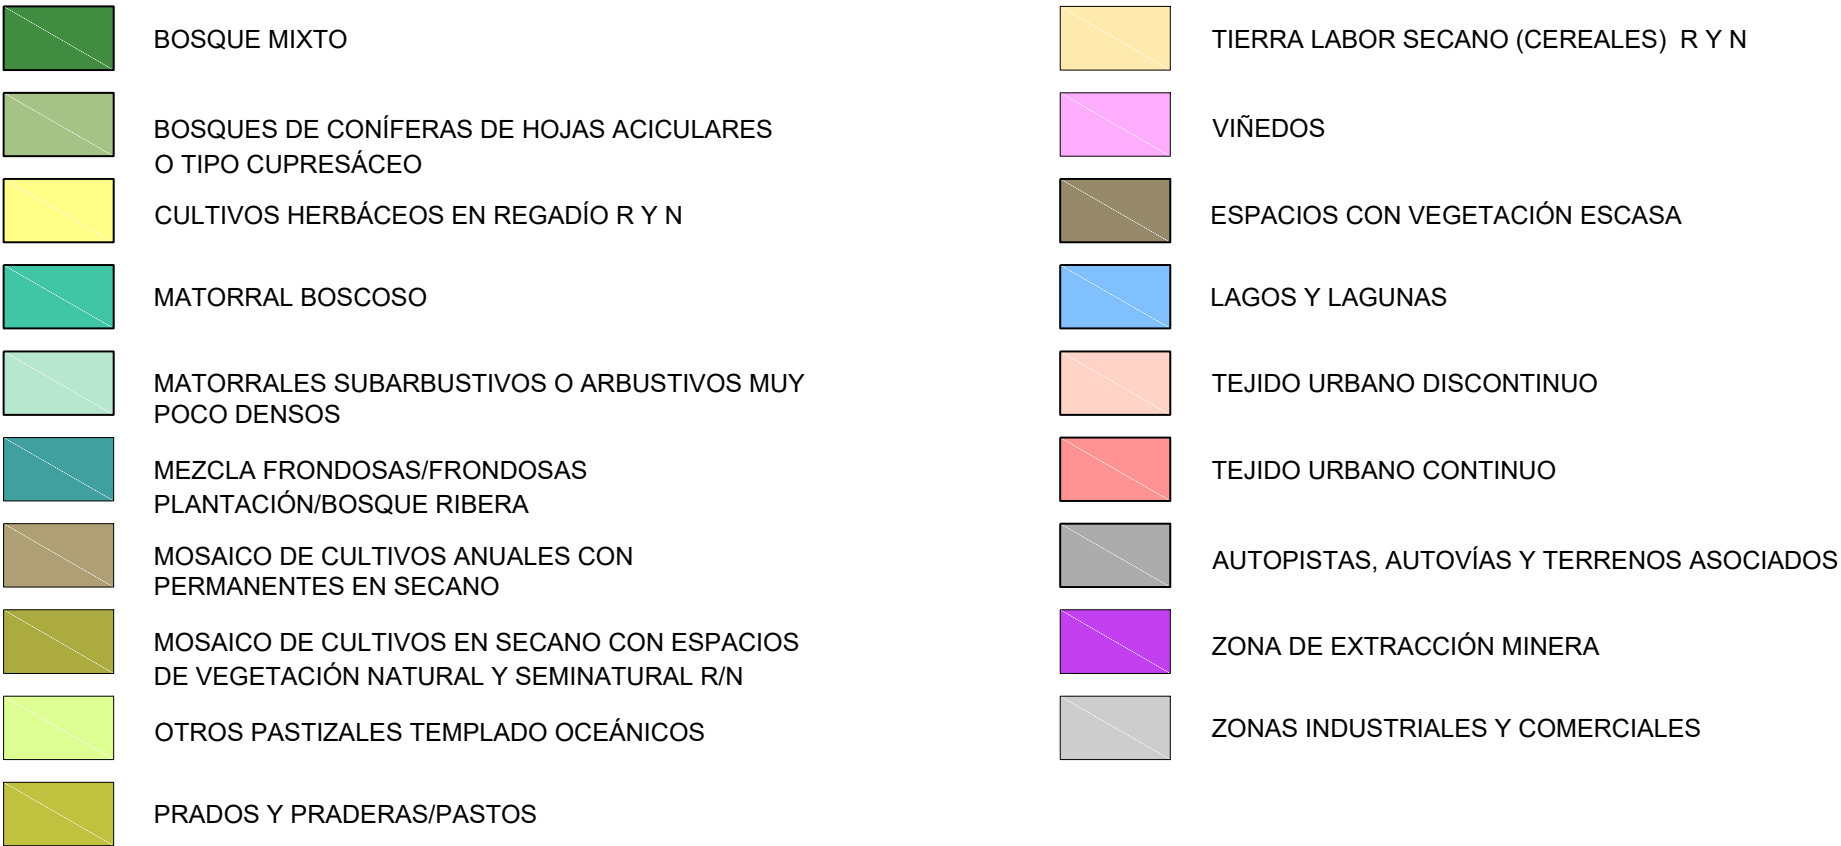 BOSQUE MIXTO
BOSQUES DE CONÍFERAS DE HOJAS ACICULARES
O TIPO CUPRESÁCEO
CULTIVOS HERBÁCEOS EN REGADÍO R Y N
MATORRAL BOSCOSO
MATORRALES SUBARBUSTIVOS O ARBUSTIVOS MUY
POCO DENSOS
MEZCLA FRONDOSAS/FRONDOSAS
PLANTACIÓN/BOSQUE RIBERA
MOSAICO DE CULTIVOS ANUALES CON
PERMANENTES EN SECANO
MOSAICO DE CULTIVOS EN SECANO CON ESPACIOS
DE VEGETACIÓN NATURAL Y SEMINATURAL R/N
OTROS PASTIZALES TEMPLADO OCEÁNICOS
PRADOS Y PRADERAS/PASTOS
TIERRA LABOR SECANO (CEREALES) R Y N
VIÑEDOS
ESPACIOS CON VEGETACIÓN ESCASA
LAGOS Y LAGUNAS
TEJIDO URBANO DISCONTINUO
TEJIDO URBANO CONTINUO
AUTOPISTAS, AUTOVÍAS Y TERRENOS ASOCIADOS
ZONA DE EXTRACCIÓN MINERA
ZONAS INDUSTRIALES Y COMERCIALES